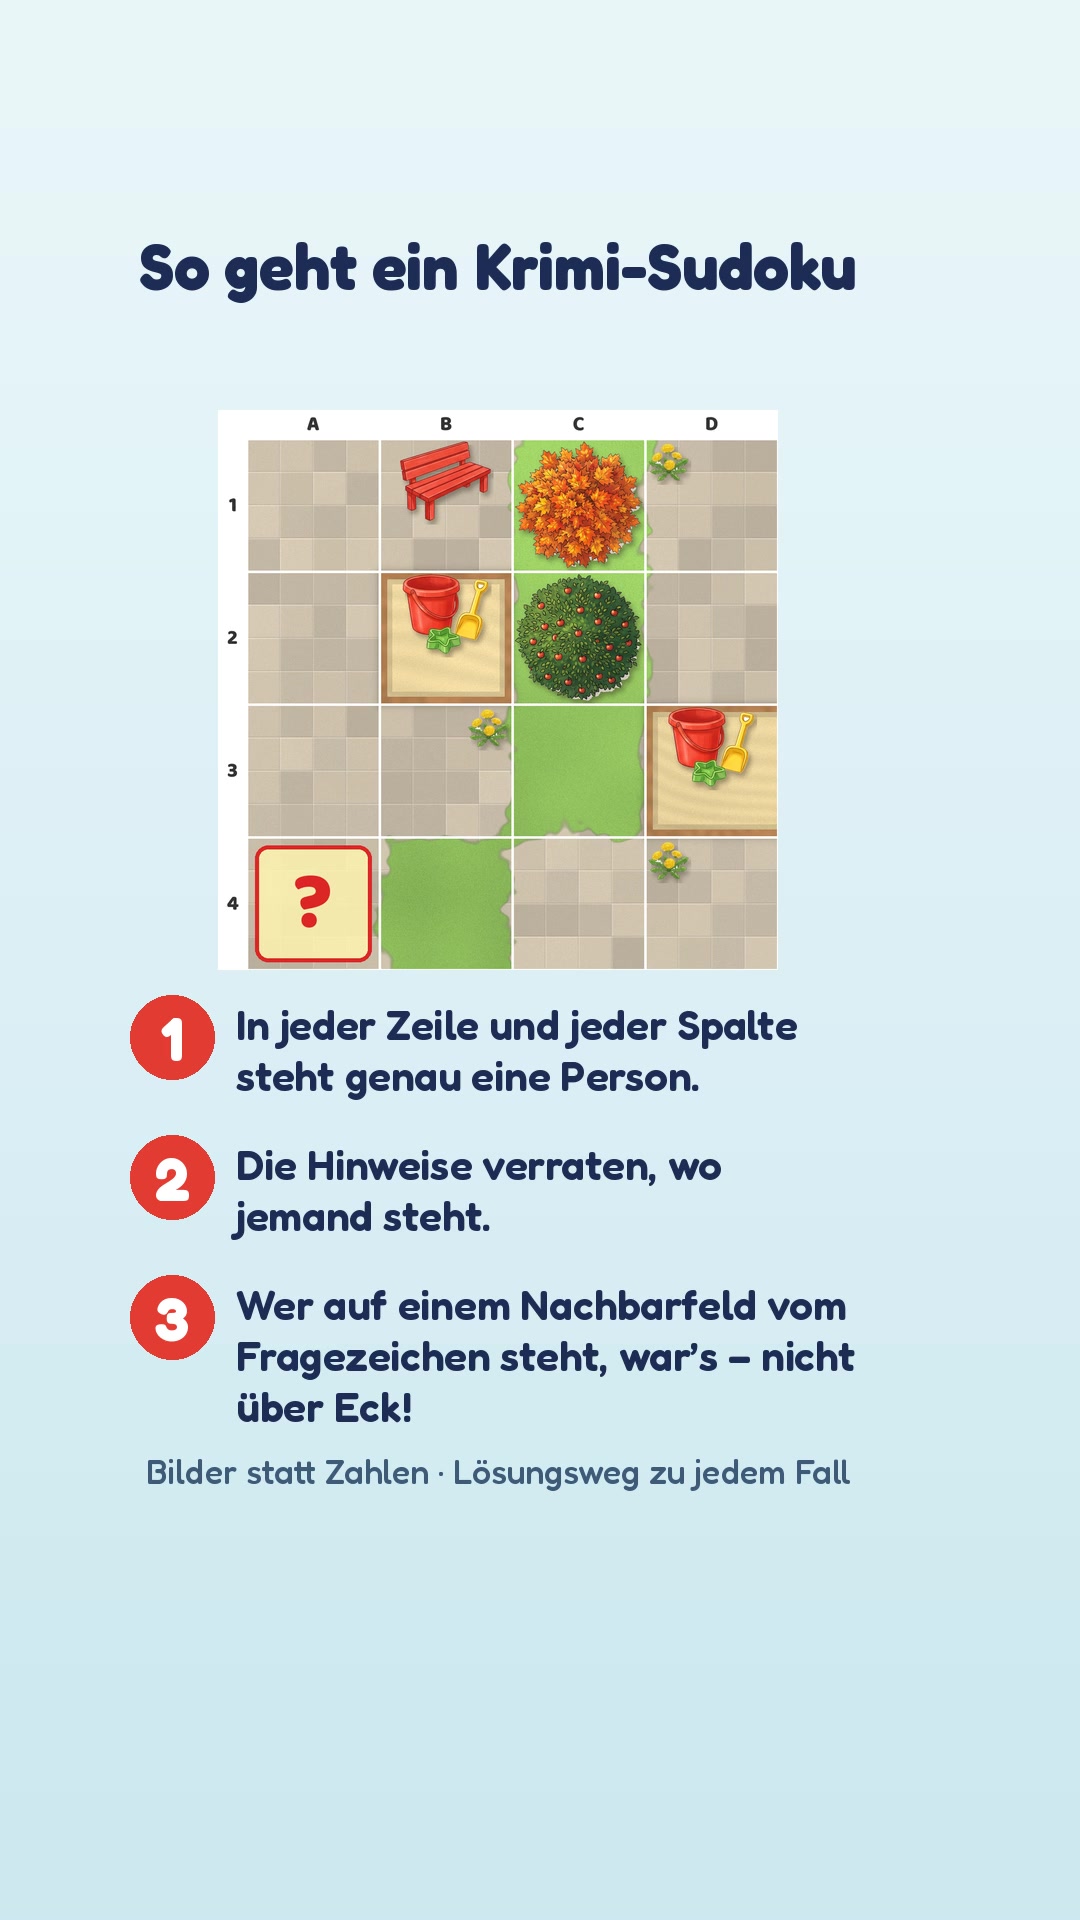 So geht ein Krimi-Sudoku
A B C D
1
2
3
4
?
1 In jeder Zeile und jeder Spalte
steht genau eine Person.
2 Die Hinweise verraten, wo
jemand steht.
3 Wer auf einem Nachbarfeld vom
Fragezeichen steht, war’s – nicht
über Eck!
Bilder statt Zahlen · Lösungsweg zu jedem Fall